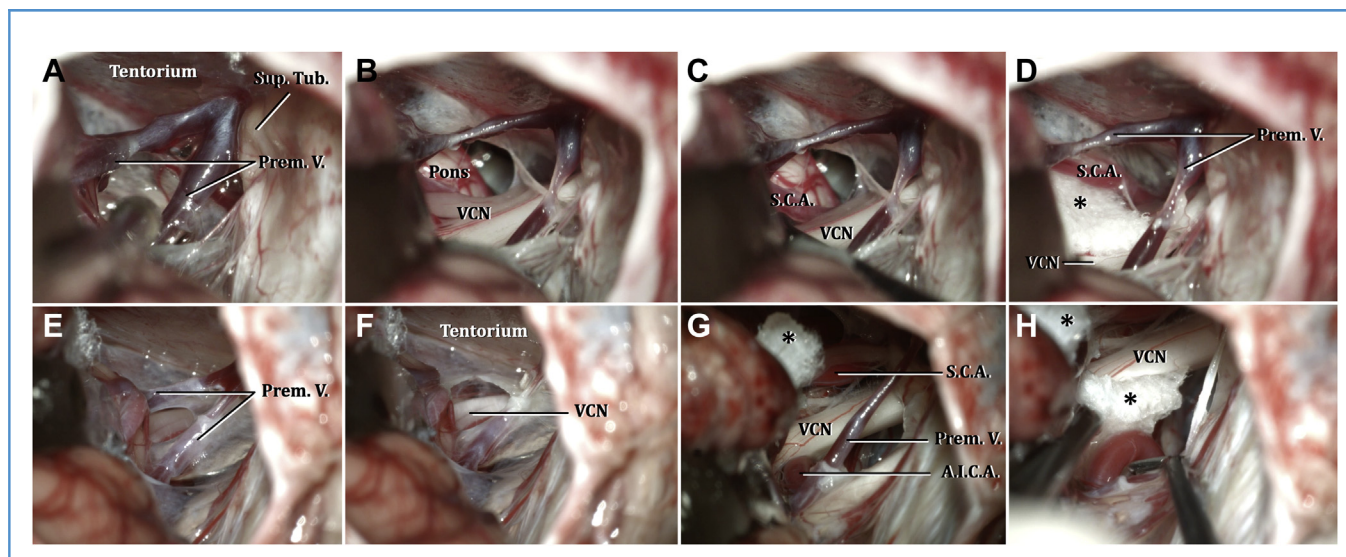 A
Tentorium
Sup. Tub.
Prem. V.
B
Pons
VCN
C
S.C.A.
VCN
D
Prem. V.
S.C.A.
*
VCN
E
Prem. V.
F
Tentorium
VCN
G
*
S.C.A.
VCN
Prem. V.
A.I.C.A.
H
*
VCN
*